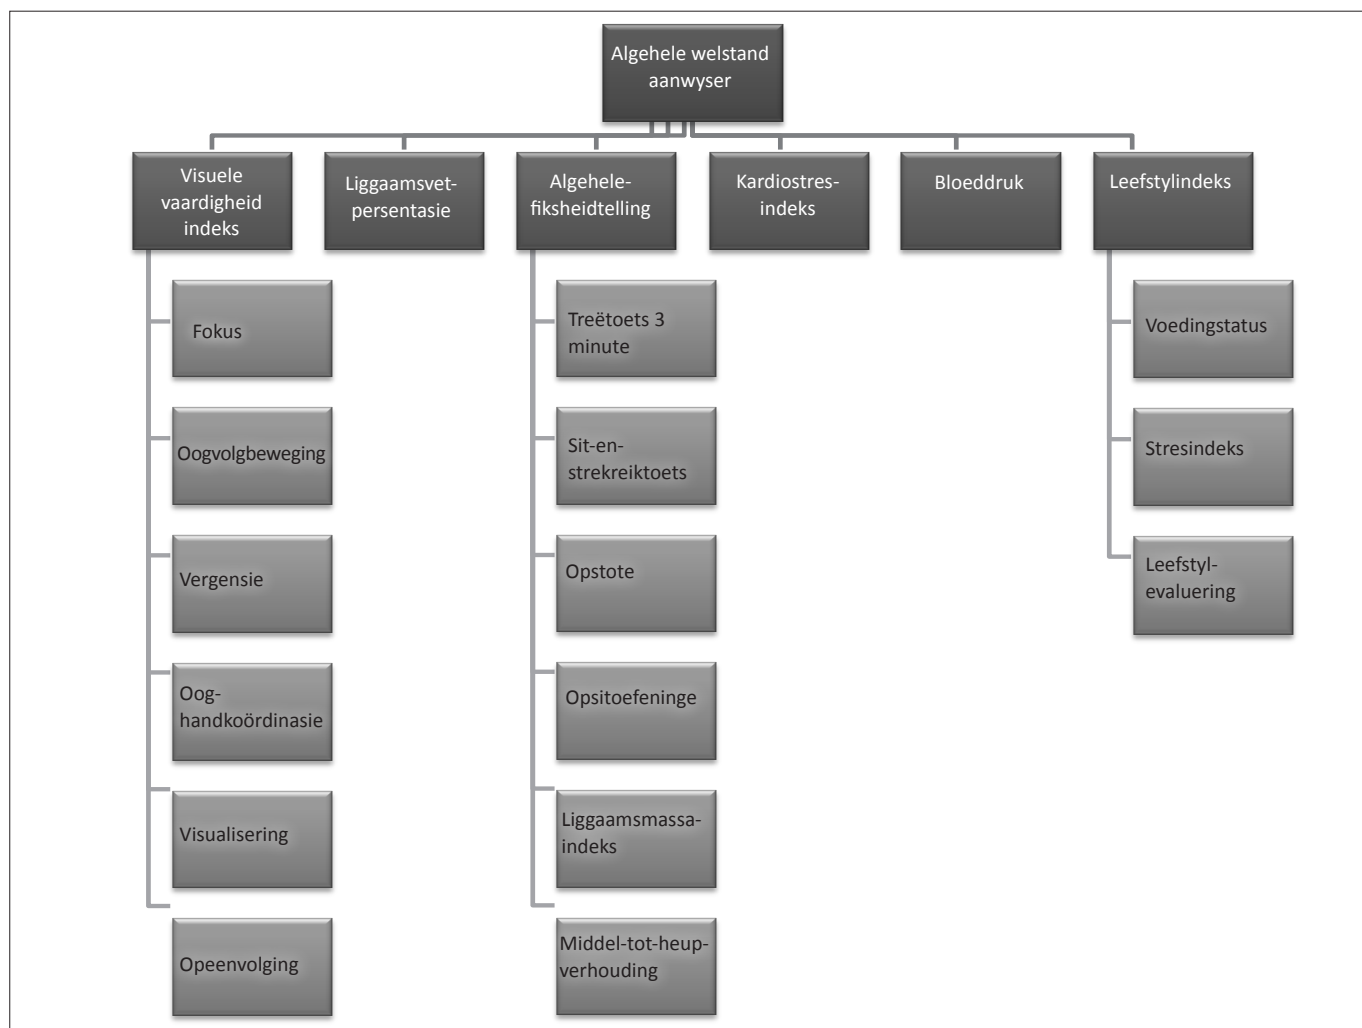 Algehele welstand
aanwyser
Visuele
vaardigheid
indeks
Liggaamsvet-
persentasie
Algehele-
fiksheidtelling
Kardiostres-
indeks
Bloeddruk
Leefstylindeks
Fokus
Oogvolgbeweging
Vergensie
Oog-
handkoördinasie
Visualisering
Opeenvolging
Treëtoets 3
minute
Sit-en-
strekreiktoets
Opstote
Opsitoefeninge
Liggaamsmassa-
indeks
Middel-tot-heup-
verhouding
Voedingstatus
Stresindeks
Leefstyl-
evaluering